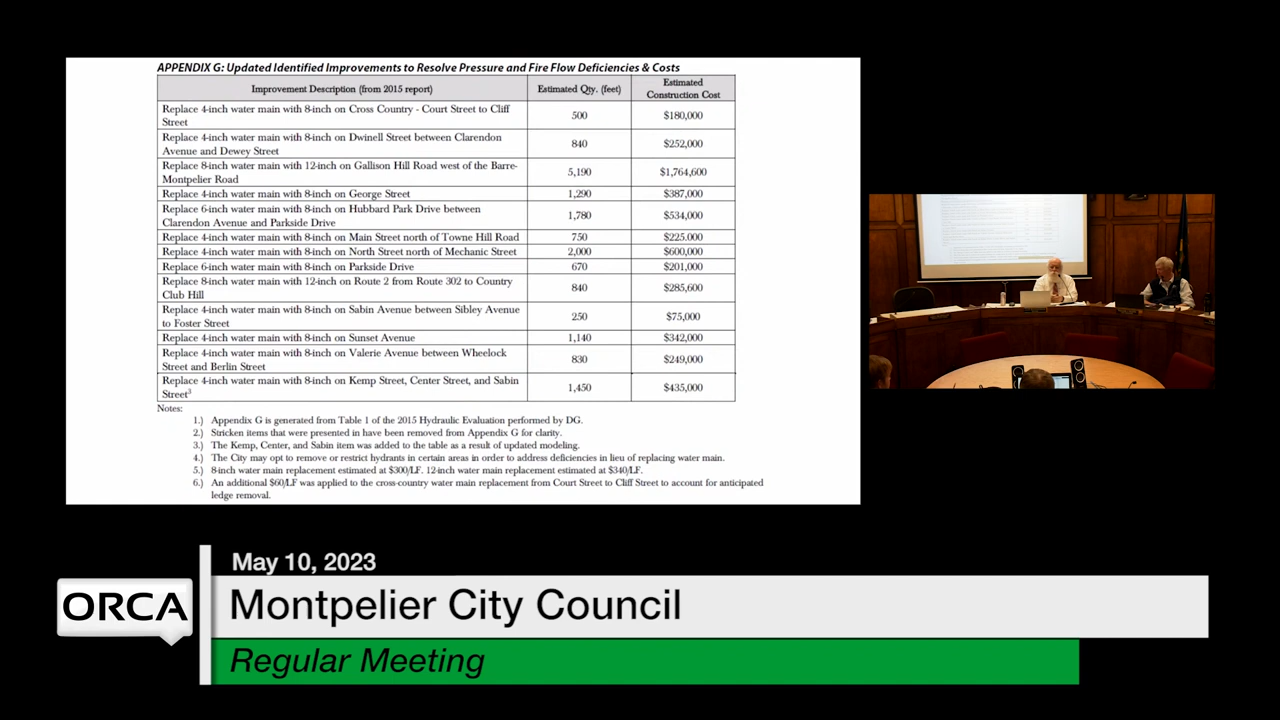 APPENDIX G: Updated Identified Improvements to Resolve Pressure and Fire Flow Deficiencies & Costs
Improvement Description (from 2015 report) Estimated Qty. (feet) Estimated
Construction Cost
Replace 4-inch water main with 8-inch on Cross Country - Court Street to Cliff
Street 500 $180,000
Replace 4-inch water main with 8-inch on Dwinell Street between Clarendon
Avenue and Dewey Street 840 $252,000
Replace 8-inch water main with 12-inch on Gallison Hill Road west of the Barre-
Montpelier Road 5,190 $1,764,600
Replace 4-inch water main with 8-inch on George Street 1,290 $387,000
Replace 6-inch water main with 8-inch on Hubbard Park Drive between
Clarendon Avenue and Parkside Drive 1,780 $534,000
Replace 4-inch water main with 8-inch on Main Street north of Towne Hill Road 750 $225,000
Replace 4-inch water main with 8-inch on North Street north of Mechanic Street 2,000 $600,000
Replace 6-inch water main with 8-inch on Parkside Drive 670 $201,000
Replace 8-inch water main with 12-inch on Route 2 from Route 302 to Country
Club Hill 840 $285,600
Replace 4-inch water main with 8-inch on Sabin Avenue between Sibley Avenue
to Foster Street 250 $75,000
Replace 4-inch water main with 8-inch on Sunset Avenue 1,140 $342,000
Replace 4-inch water main with 8-inch on Valerie Avenue between Wheelock
Street and Berlin Street 830 $249,000
Replace 4-inch water main with 8-inch on Kemp Street, Center Street, and Sabin
Street³ 1,450 $435,000
Notes:
1.) Appendix G is generated from Table 1 of the 2015 Hydraulic Evaluation performed by DG.
2.) Stricken items that were presented in have been removed from Appendix G for clarity.
3.) The Kemp, Center, and Sabin item was added to the table as a result of updated modeling.
4.) The City may opt to remove or restrict hydrants in certain areas in order to address deficiencies in lieu of replacing water main.
5.) 8-inch water main replacement estimated at $300/LF. 12-inch water main replacement estimated at $340/LF.
6.) An additional $60/LF was applied to the cross-country water main replacement from Court Street to Cliff Street to account for anticipated
ledge removal.
May 10, 2023
ORCA
Montpelier City Council
Regular Meeting